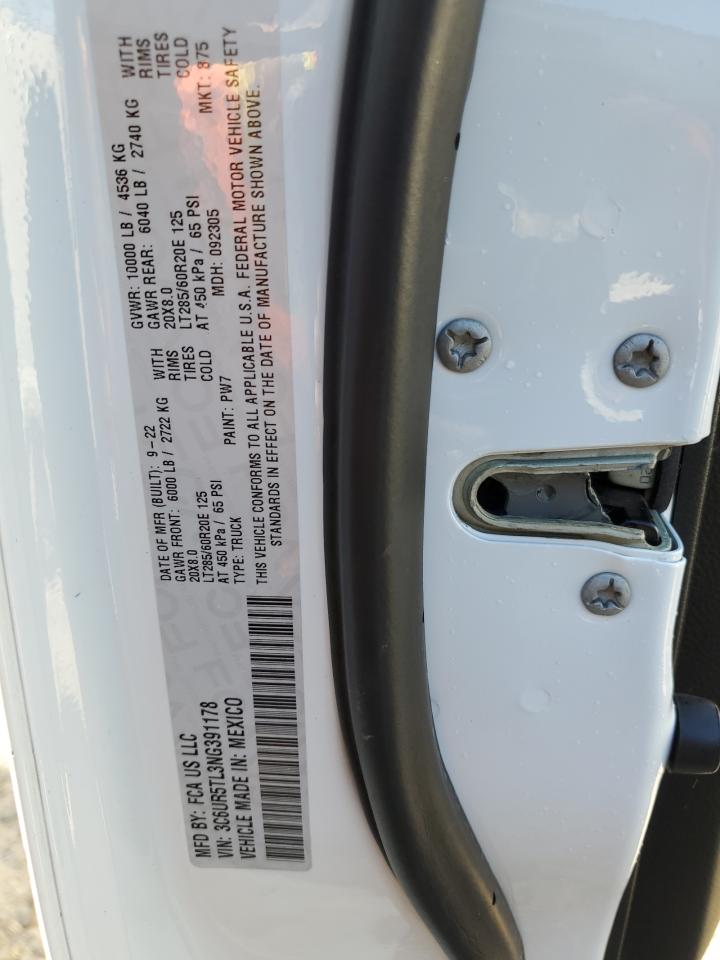 MFD BY: FCA US LLC
VIN: 3C6UR5TL3NG391178
VEHICLE MADE IN: MEXICO
DATE OF MFR (BUILT): 9-22
GAWR FRONT: 6000 LB / 2722 KG WITH
20X8.0 RIMS
LT285/60R20E 125 TIRES
AT 450 kPa / 65 PSI COLD
TYPE: TRUCK PAINT: PW7
GVWR: 10000 LB / 4536 KG
GAWR REAR: 6040 LB / 2740 KG WITH
20X8.0 RIMS
LT285/60R20E 125 TIRES
AT 450 kPa / 65 PSI COLD
MDH: 092305 MKT: 875
THIS VEHICLE CONFORMS TO ALL APPLICABLE U.S.A. FEDERAL MOTOR VEHICLE SAFETY
STANDARDS IN EFFECT ON THE DATE OF MANUFACTURE SHOWN ABOVE.